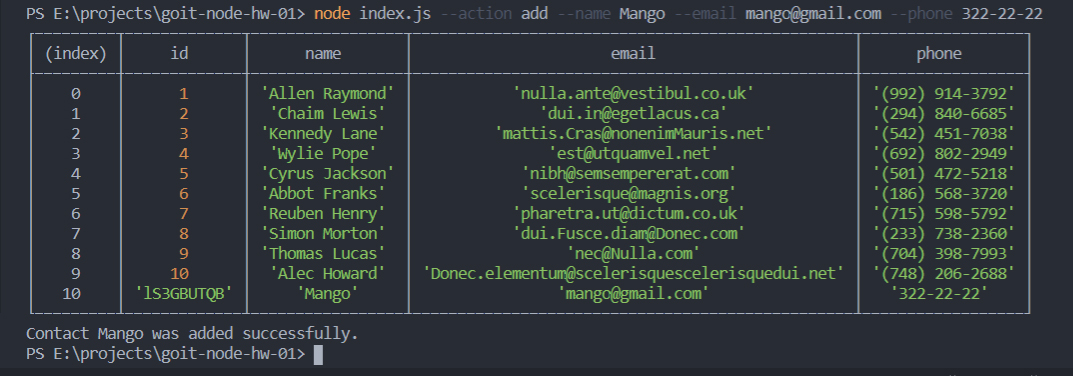 PS E:\projects\goit-node-hw-01> node index.js --action add --name Mango --email mango@gmail.com --phone 322-22-22
(index) id name email phone
0 1 'Allen Raymond' 'nulla.ante@vestibul.co.uk' '(992) 914-3792'
1 2 'Chaim Lewis' 'dui.in@egetlacus.ca' '(294) 840-6685'
2 3 'Kennedy Lane' 'mattis.Cras@nonenimMauris.net' '(542) 451-7038'
3 4 'Wylie Pope' 'est@utquamvel.net' '(692) 802-2949'
4 5 'Cyrus Jackson' 'nibh@semsempererat.com' '(501) 472-5218'
5 6 'Abbot Franks' 'scelerisque@magnis.org' '(186) 568-3720'
6 7 'Reuben Henry' 'pharetra.ut@dictum.co.uk' '(715) 598-5792'
7 8 'Simon Morton' 'dui.Fusce.diam@Donec.com' '(233) 738-2360'
8 9 'Thomas Lucas' 'nec@Nulla.com' '(704) 398-7993'
9 10 'Alec Howard' 'Donec.elementum@scelerisquescelerisquedui.net' '(748) 206-2688'
10 'lS3GBUTQB' 'Mango' 'mango@gmail.com' '322-22-22'
Contact Mango was added successfully.
PS E:\projects\goit-node-hw-01>